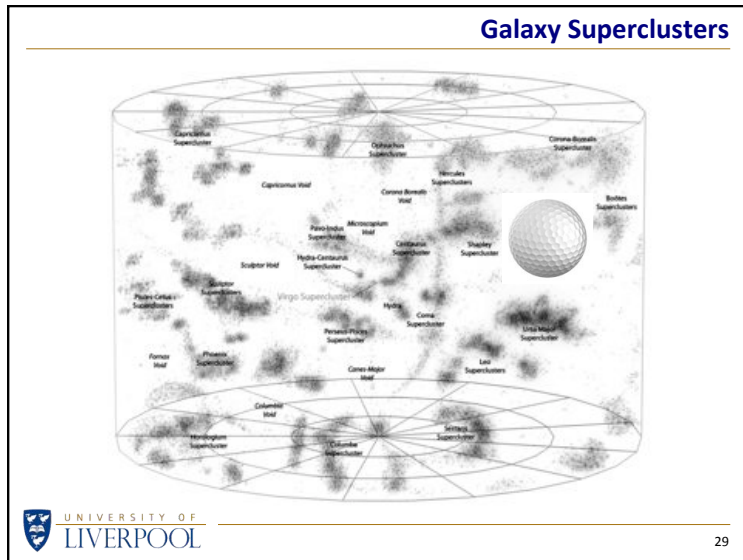 Galaxy Superclusters
Capricornus
Supercluster
Ophiuchus
Supercluster
Corona-Borealis
Supercluster
Hercules
Superclusters
Capricornus Void
Corona Borealis
Void
Boötes
Superclusters
Microscopium
Void
Pavo-Indus
Supercluster
Centaurus
Supercluster
Shapley
Supercluster
Hydra-Centaurus
Supercluster
Sculptor Void
Sculptor
Superclusters
Pisces-Cetus
Superclusters
Virgo Supercluster
Hydra
Coma
Supercluster
Perseus-Pisces
Supercluster
Ursa Major
Supercluster
Fornax
Void
Phoenix
Supercluster
Leo
Superclusters
Canes-Major
Void
Columba
Void
Horologium
Supercluster
Columba
Supercluster
Sextans
Supercluster
UNIVERSITY OF
LIVERPOOL
29